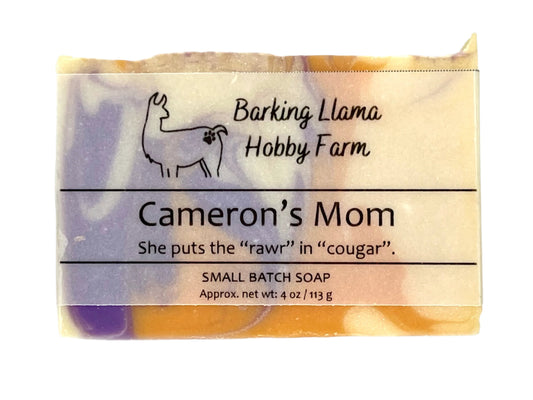 Barking Llama
Hobby Farm
Cameron's Mom
She puts the “rawr” in “cougar”.
SMALL BATCH SOAP
Approx. net wt: 4 oz / 113 g